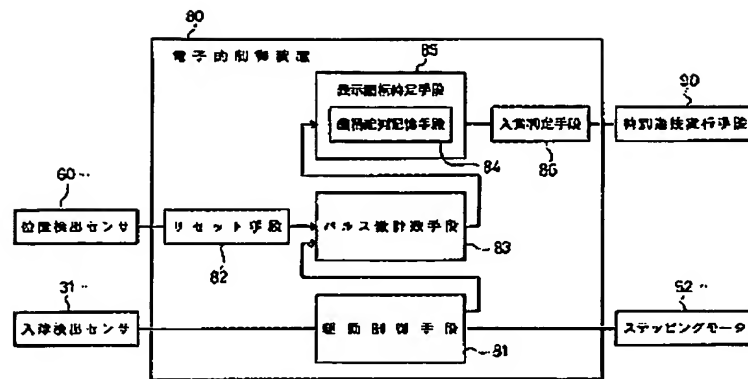 80
電子的制御装置
85
表示図柄特定手段
図柄配列記憶手段
84
入賞判定手段
86
90
特別遊技実行手段
60…
位置検出センサ
リセット手段
82
パルス数計数手段
83
31…
入球検出センサ
駆動制御手段
81
52…
ステッピングモータ